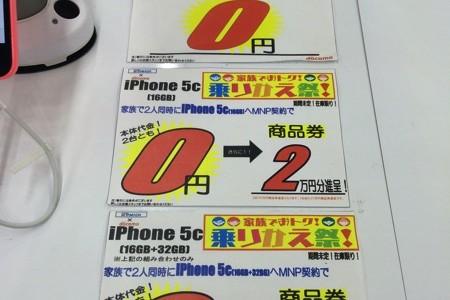 0円
docomo
docomo
iPhone 5c
(16GB)
家族でおトク!
乗りかえ祭!
期間未定!在庫限り!
家族で2人同時にiPhone 5c(16GB)へMNP契約で
本体代金!
2台とも!
0円
さらに!!
商品券
2万円分進呈!
docomo
iPhone 5c
(16GB+32GB)
※上記の組み合わせのみ
家族でおトク!
乗りかえ祭!
期間未定!在庫限り!
家族で2人同時にiPhone 5c(16GB+32GB)へMNP契約で
本体代金!
商品券